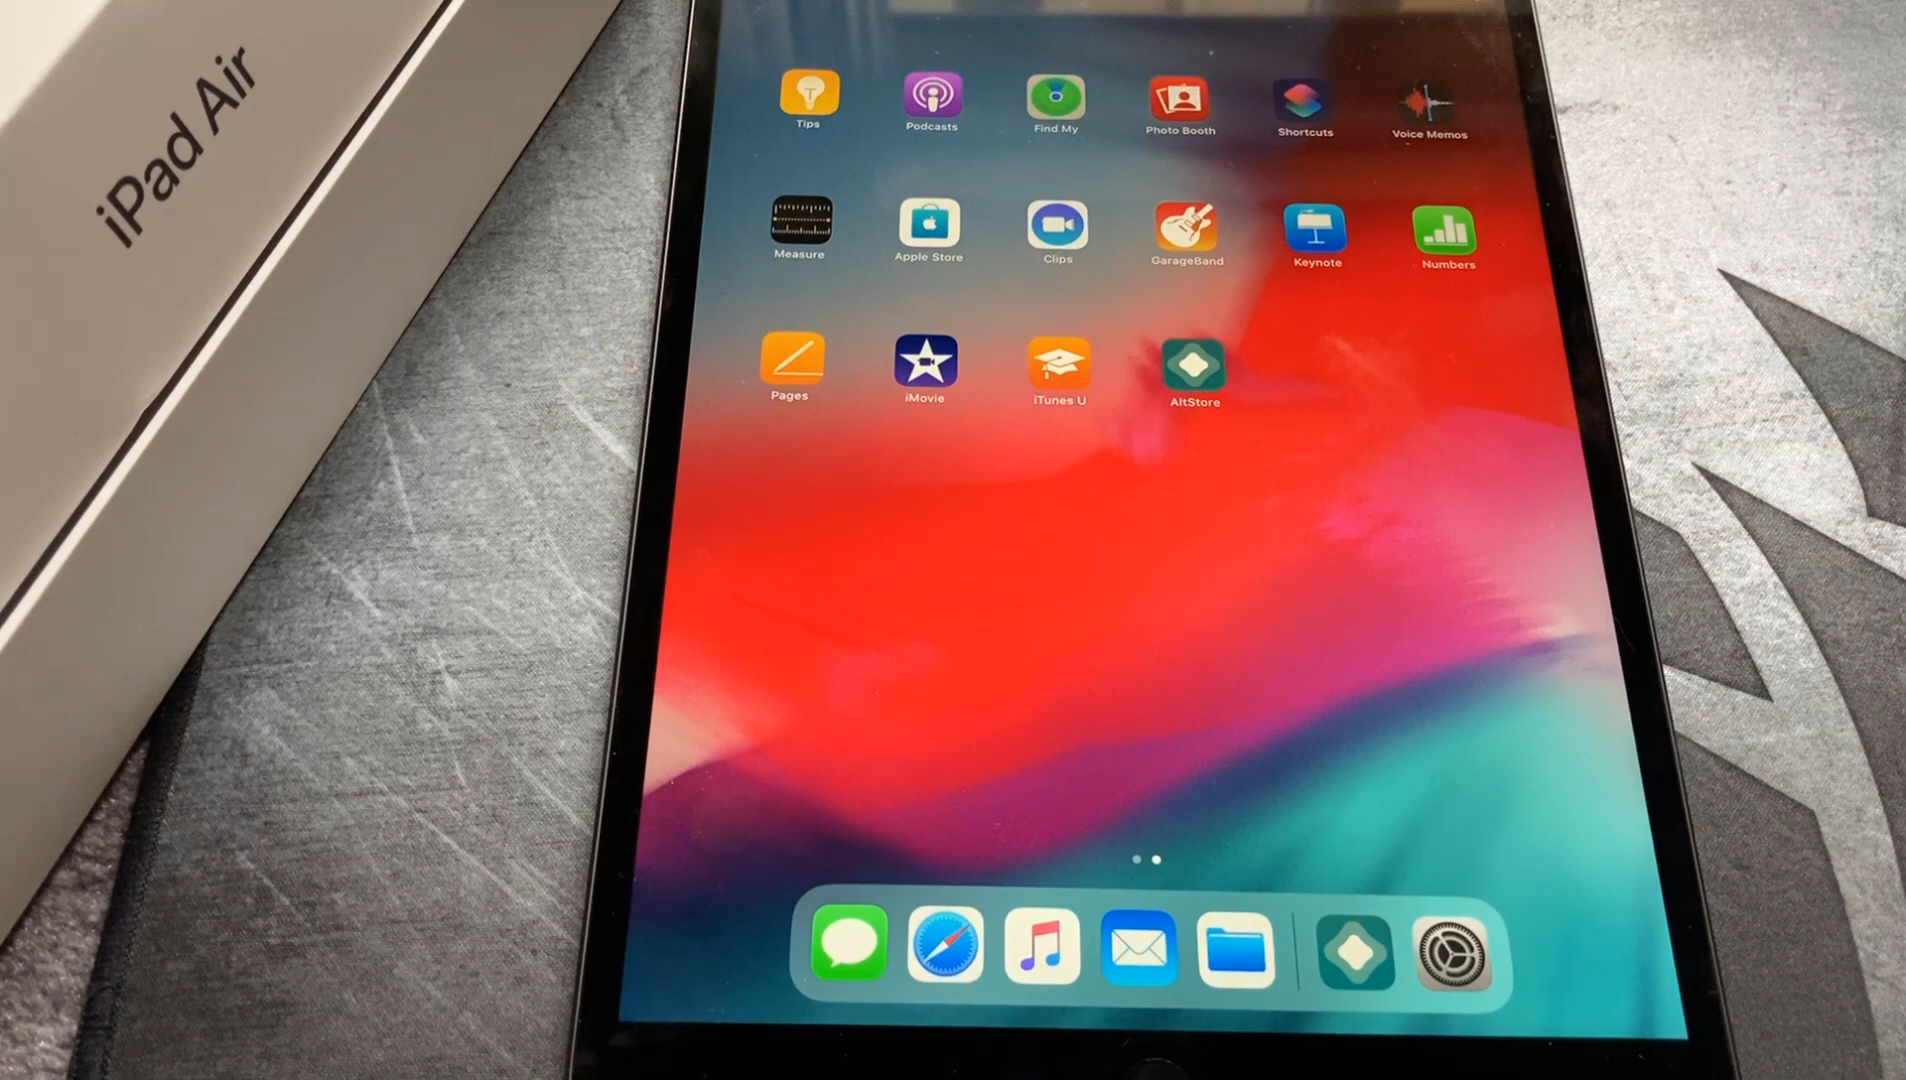 iPad Air
Tips
Podcasts
Find My
Photo Booth
Shortcuts
Voice Memos
Measure
Apple Store
Clips
GarageBand
Keynote
Numbers
Pages
iMovie
iTunes U
AltStore